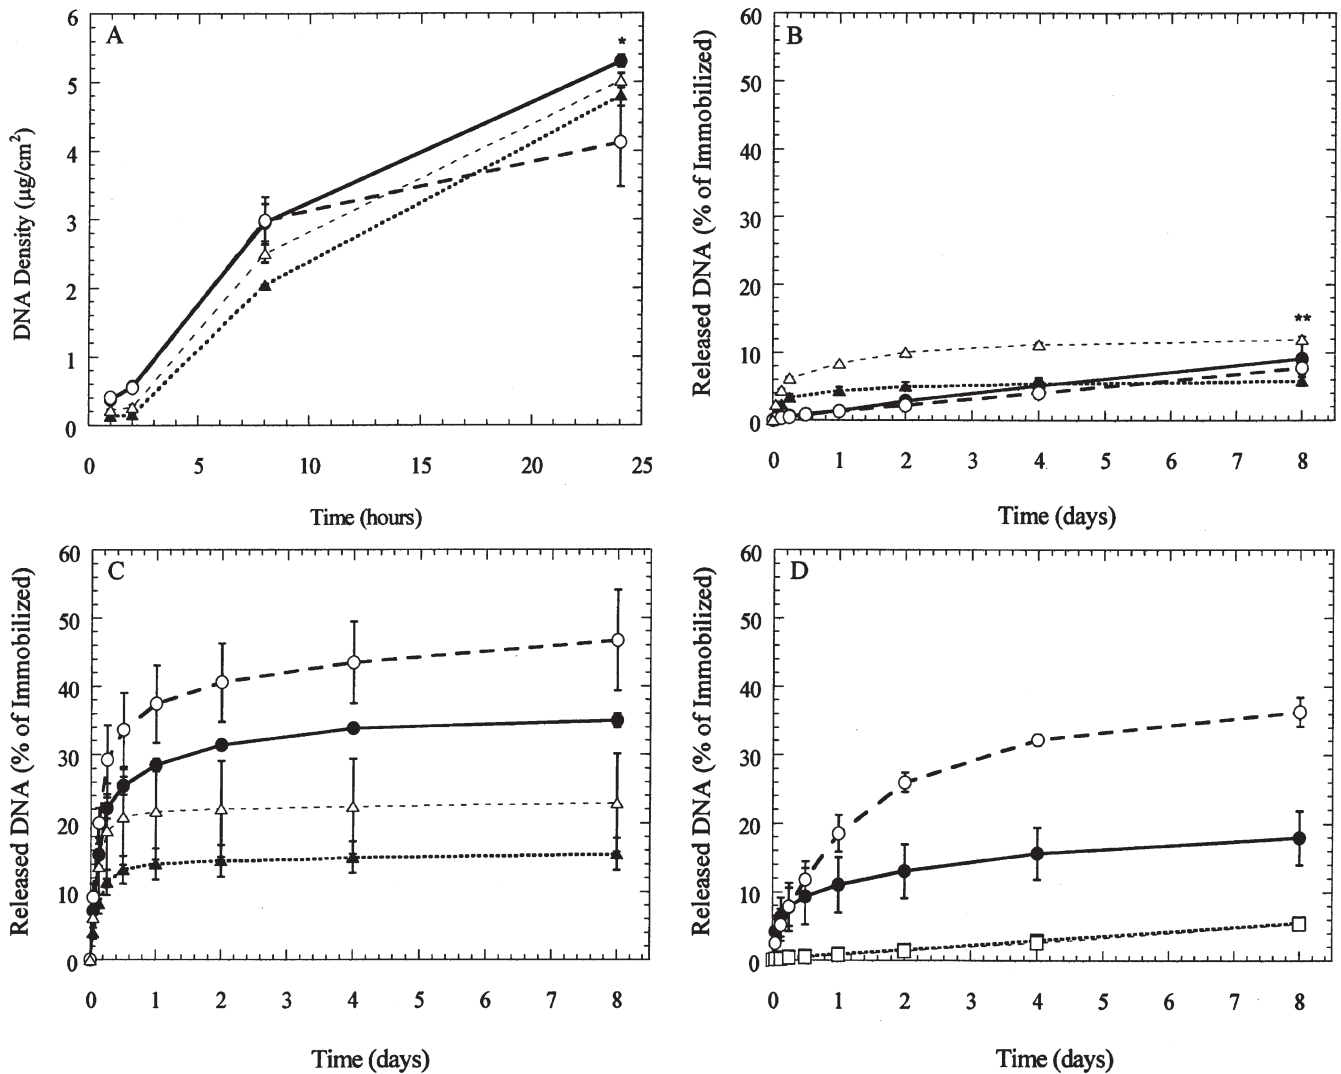 A
*
6
5
4
3
2
1
0
DNA Density (μg/cm²)
0 5 10 15 20 25
Time (hours)
B
**
60
50
40
30
20
10
0
Released DNA (% of Immobilized)
0 1 2 3 4 5 6 7 8
Time (days)
C
60
50
40
30
20
10
0
Released DNA (% of Immobilized)
0 1 2 3 4 5 6 7 8
Time (days)
D
60
50
40
30
20
10
0
Released DNA (% of Immobilized)
0 1 2 3 4 5 6 7 8
Time (days)